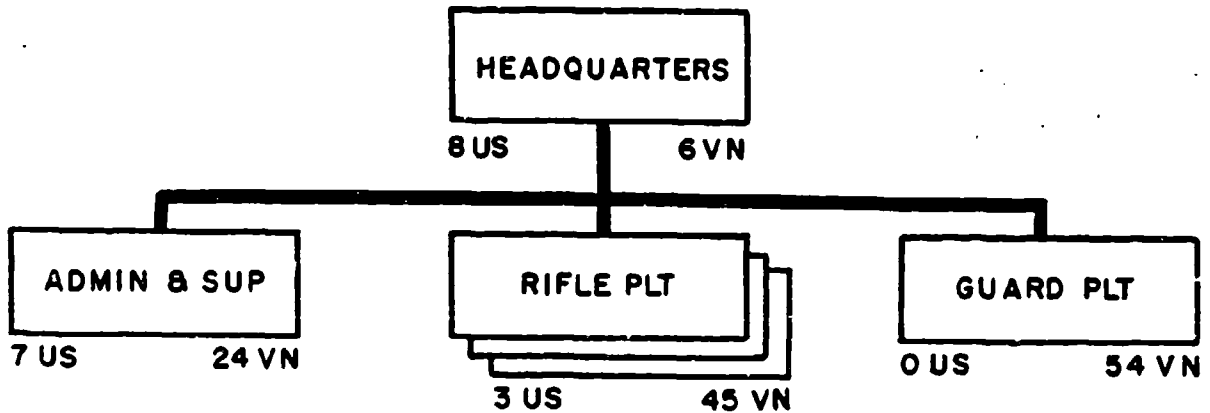 HEADQUARTERS
8 US 6 VN
ADMIN & SUP
7 US 24 VN
RIFLE PLT
3 US 45 VN
GUARD PLT
0 US 54 VN